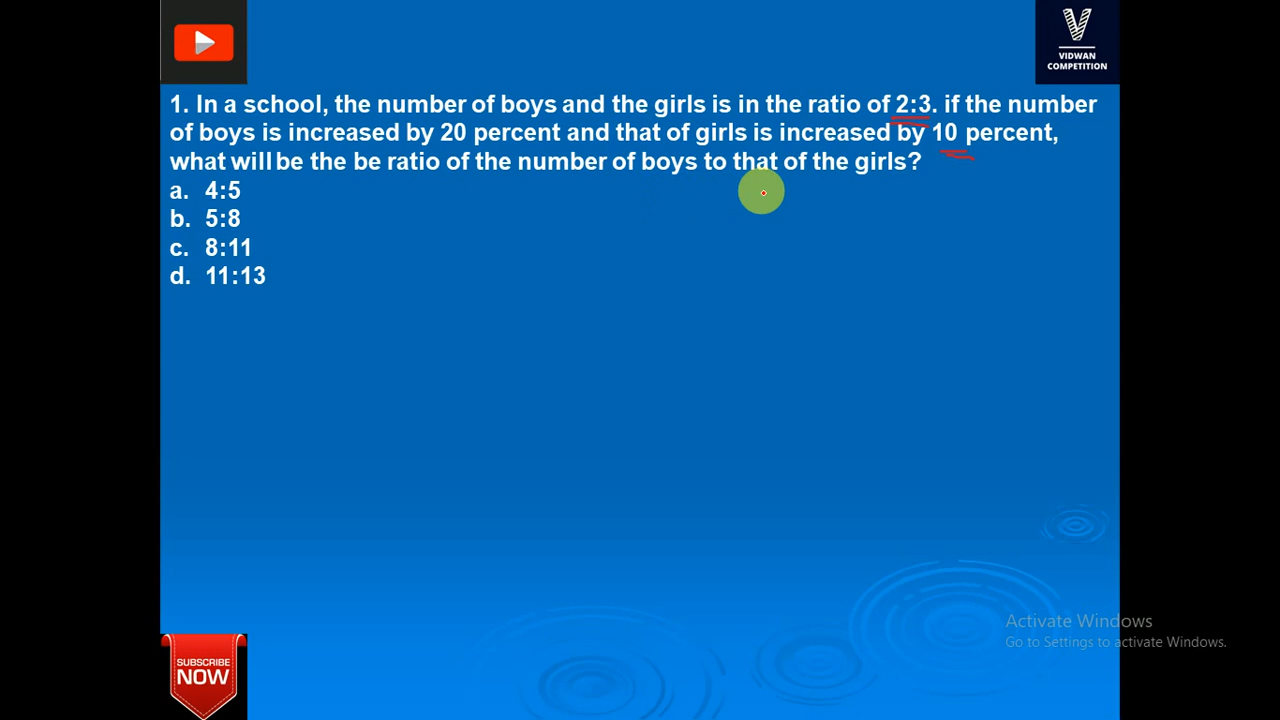 VIDWAN
COMPETITION
1. In a school, the number of boys and the girls is in the ratio of 2:3. if the number
of boys is increased by 20 percent and that of girls is increased by 10 percent,
what will be the be ratio of the number of boys to that of the girls?
a. 4:5
b. 5:8
c. 8:11
d. 11:13
Activate Windows
Go to Settings to activate Windows.
SUBSCRIBE
NOW